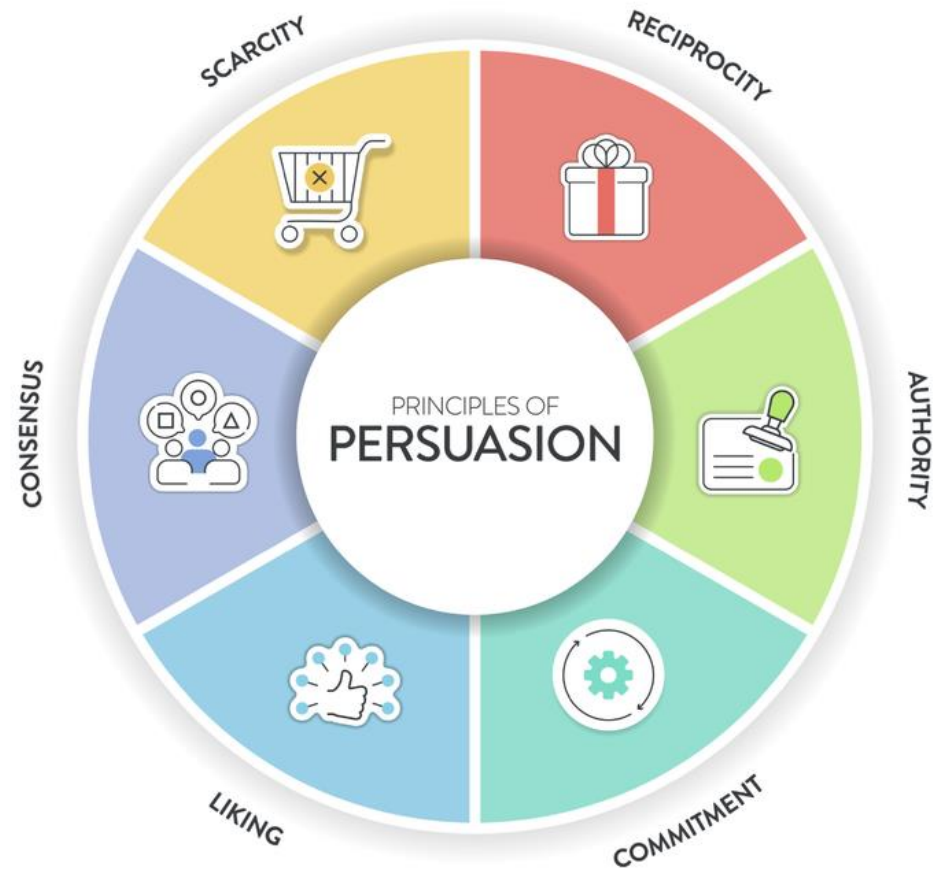 SCARCITY
RECIPROCITY
CONSENSUS
PRINCIPLES OF
PERSUASION
AUTHORITY
LIKING
COMMITMENT